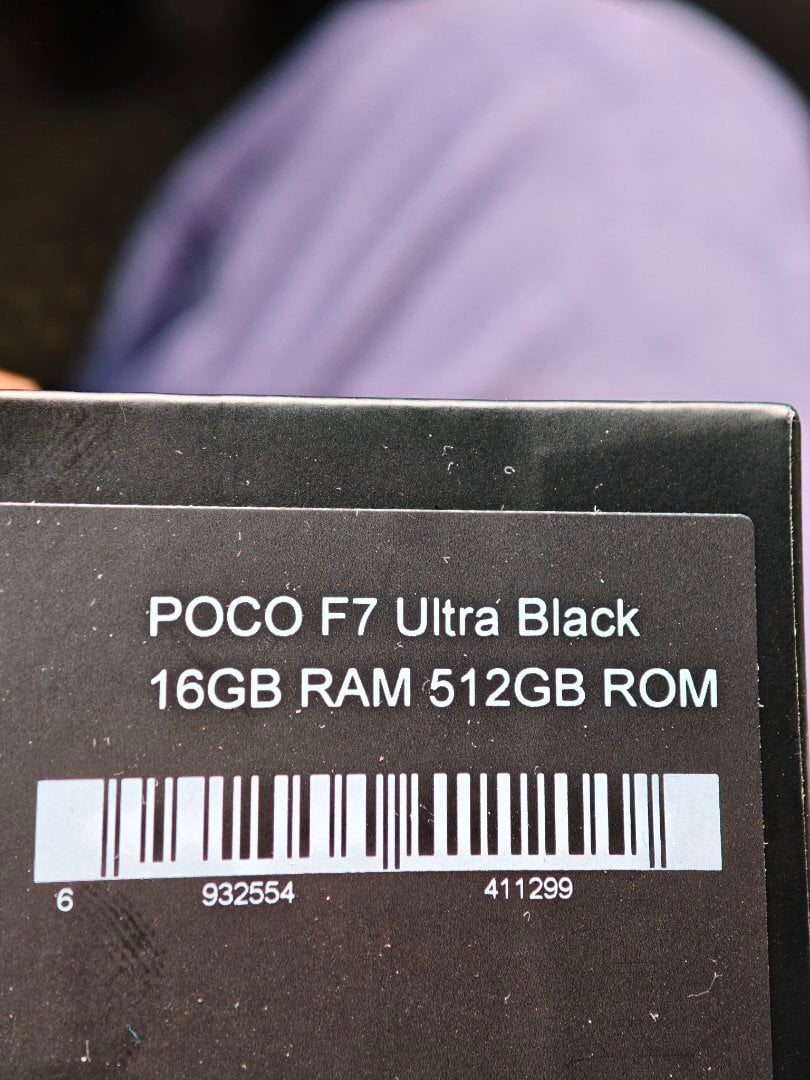 POCO F7 Ultra Black
16GB RAM 512GB ROM
6 932554 411299